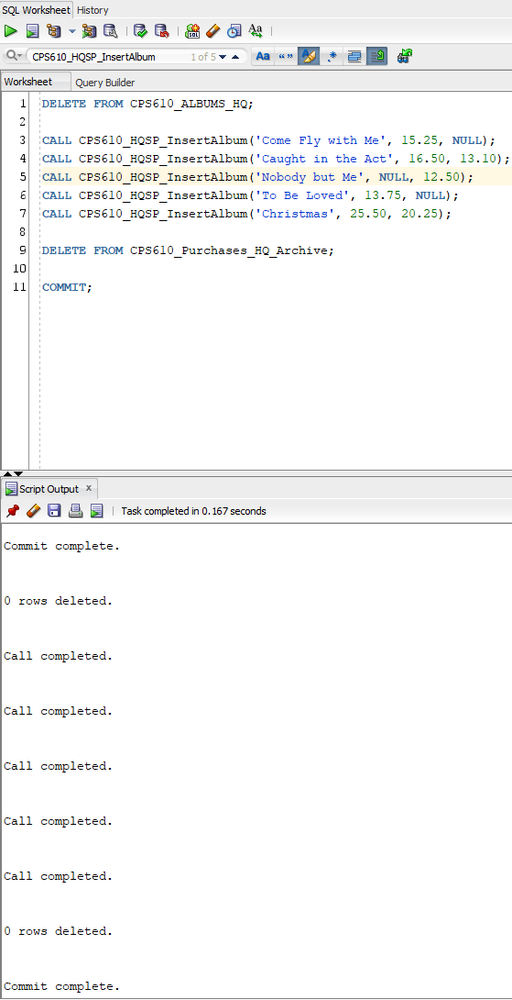 SQL Worksheet History
CPS610_HQSP_InsertAlbum 1 of 5 Aa “” .*
Worksheet Query Builder
1 DELETE FROM CPS610_ALBUMS_HQ;
2
3 CALL CPS610_HQSP_InsertAlbum('Come Fly with Me', 15.25, NULL);
4 CALL CPS610_HQSP_InsertAlbum('Caught in the Act', 16.50, 13.10);
5 CALL CPS610_HQSP_InsertAlbum('Nobody but Me', NULL, 12.50);
6 CALL CPS610_HQSP_InsertAlbum('To Be Loved', 13.75, NULL);
7 CALL CPS610_HQSP_InsertAlbum('Christmas', 25.50, 20.25);
8
9 DELETE FROM CPS610_Purchases_HQ_Archive;
10
11 COMMIT;
Script Output x
Task completed in 0.167 seconds
Commit complete.
0 rows deleted.
Call completed.
Call completed.
Call completed.
Call completed.
Call completed.
0 rows deleted.
Commit complete.